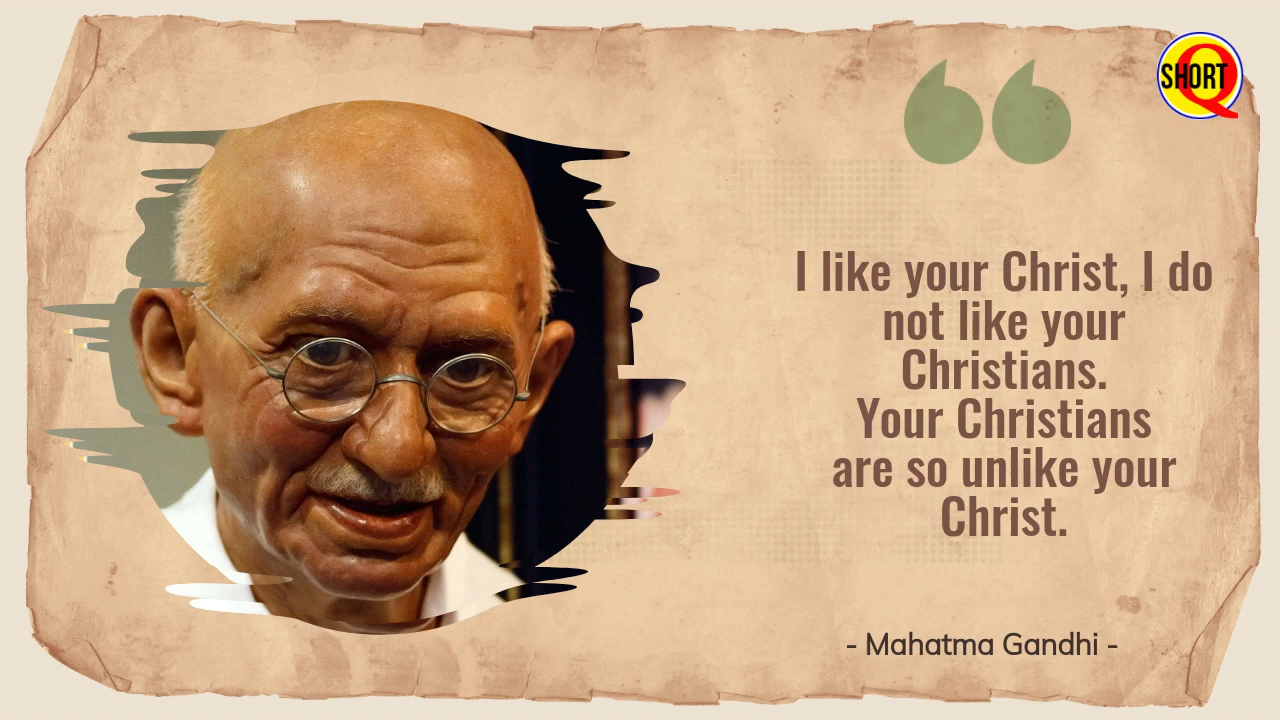 SHORT Q
I like your Christ, I do
not like your
Christians.
Your Christians
are so unlike your
Christ.
- Mahatma Gandhi -